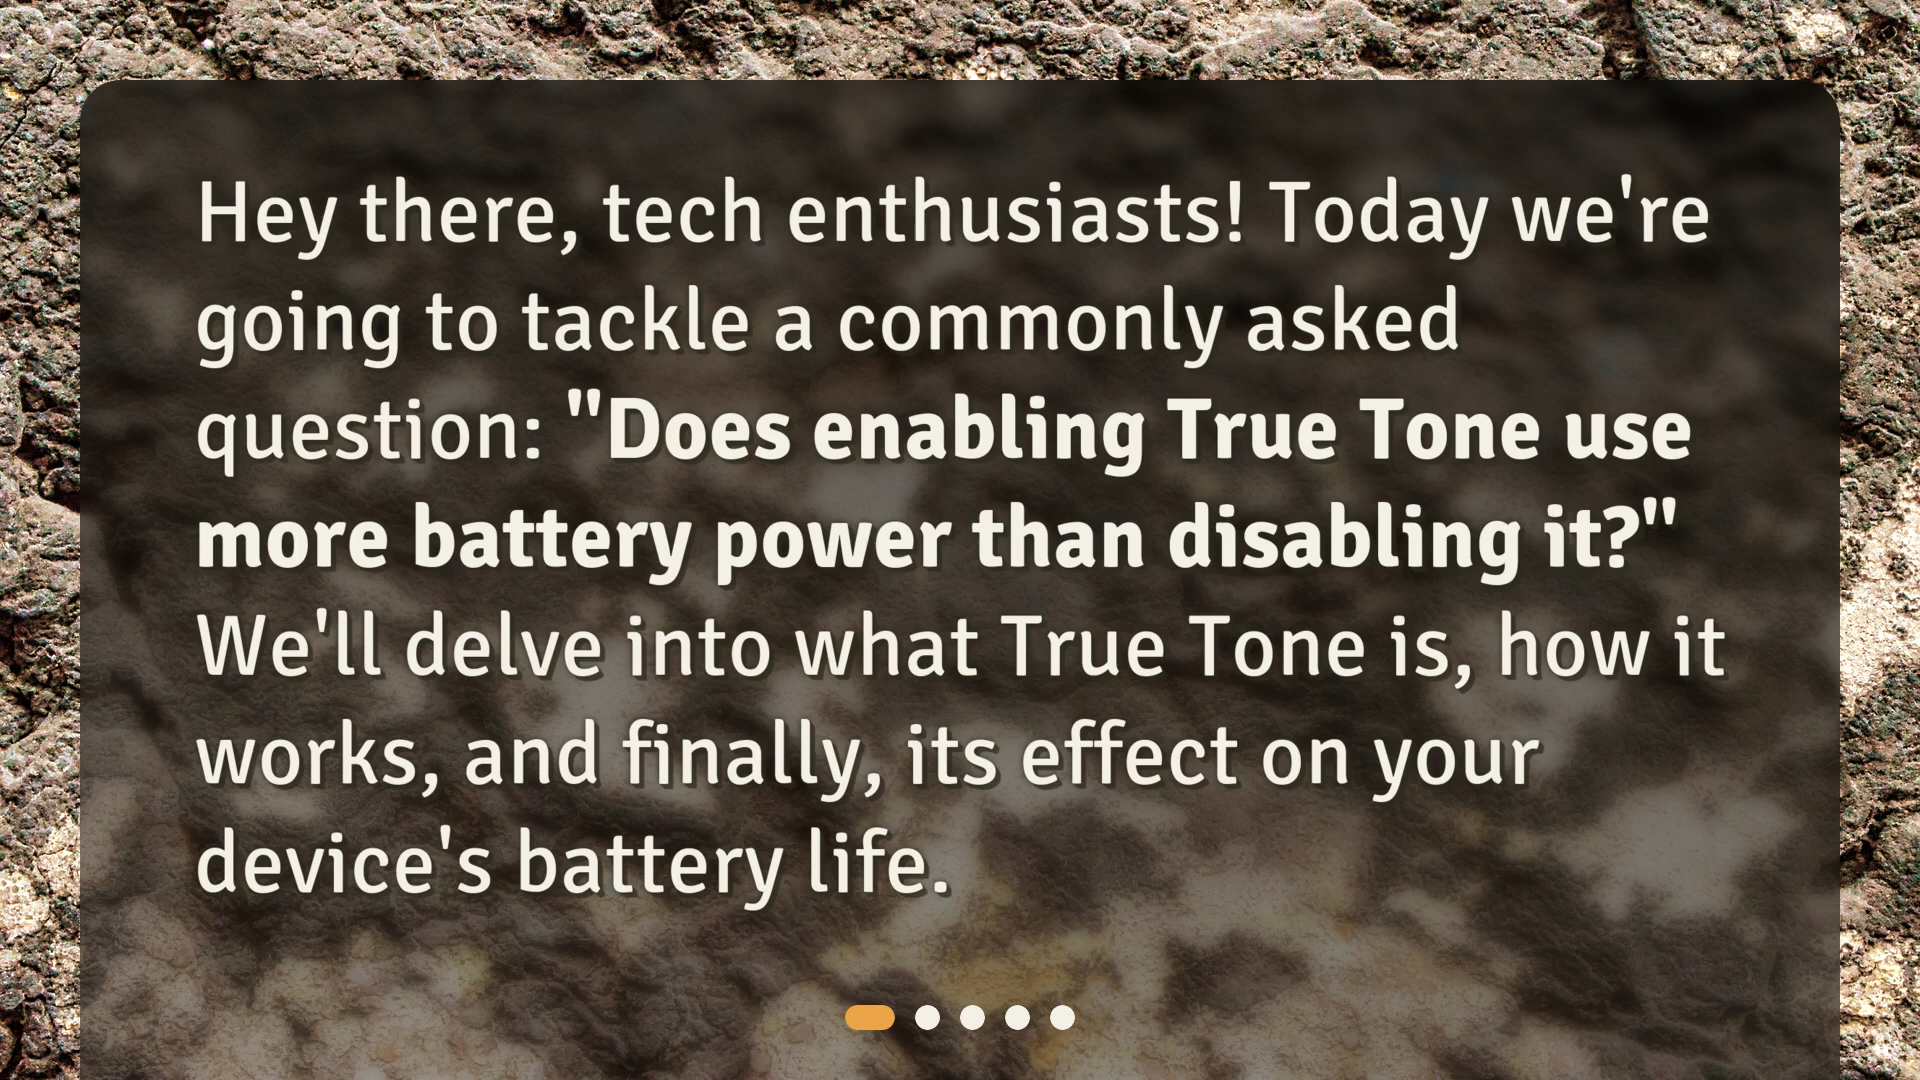 Hey there, tech enthusiasts! Today we're
going to tackle a commonly asked
question: "Does enabling True Tone use
more battery power than disabling it?"
We'll delve into what True Tone is, how it
works, and finally, its effect on your
device's battery life.